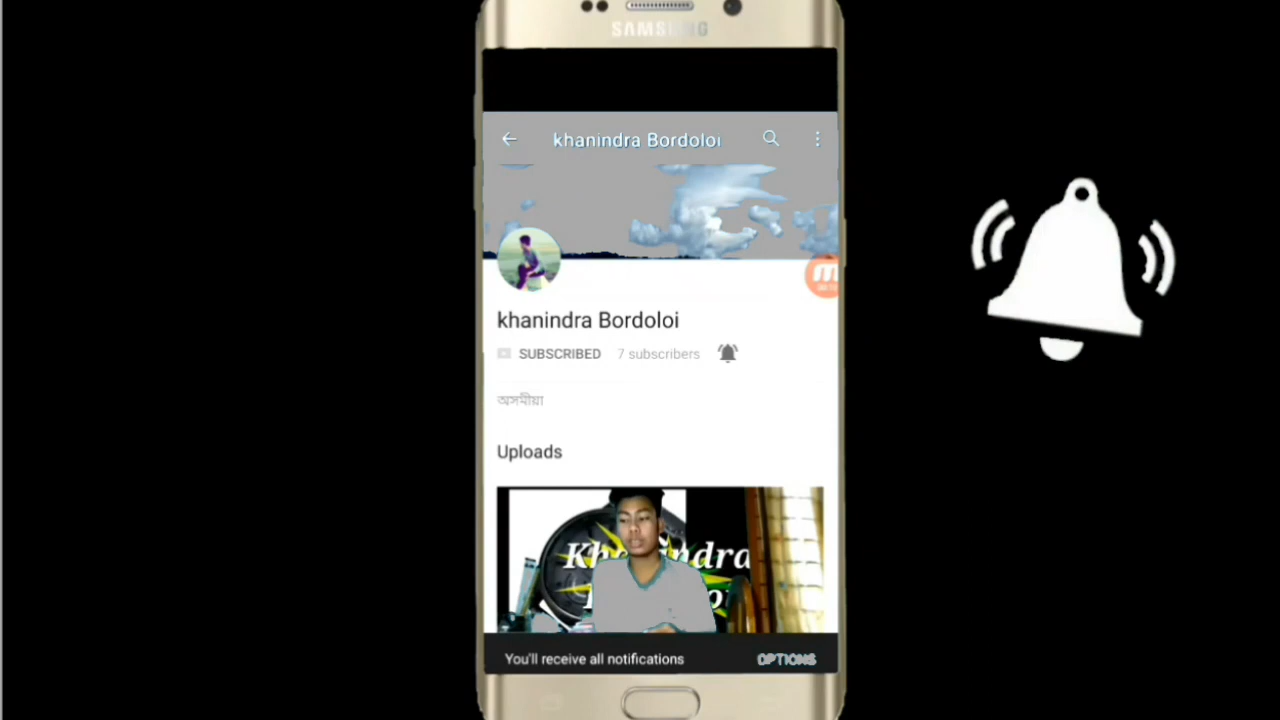 SAMSUNG
khanindra Bordoloi
khanindra Bordoloi
SUBSCRIBED 7 subscribers
অসমীয়া
Uploads
You'll receive all notifications OPTIONS